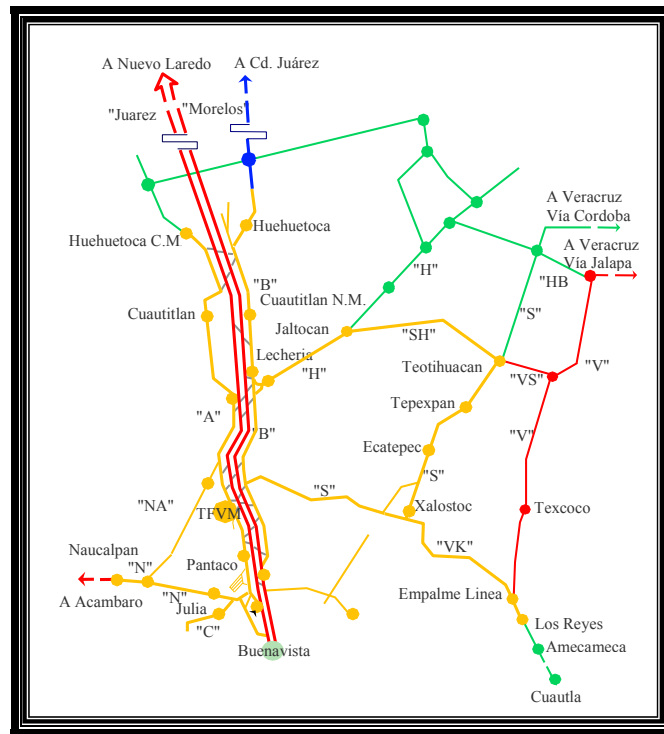 A Nuevo Laredo
A Cd. Juárez
"Juarez
"Morelos"
A Veracruz
Vía Cordoba
A Veracruz
Vía Jalapa
Huehuetoca C.M.
Huehuetoca
"H"
"HB
"B"
Cuautitlan N.M.
"S"
Cuautitlan
Jaltocan
"SH"
Lecheria
"H"
Teotihuacan
"VS"
"V"
Tepexpan
"A"
"B"
"V"
Ecatepec
"S"
"S"
"NA"
TFVM
Xalostoc
Texcoco
Naucalpan
Pantaco
"VK"
"N"
A Acambaro
"N"
Julia
Empalme Linea
"C"
Los Reyes
Buenavista
Amecameca
Cuautla